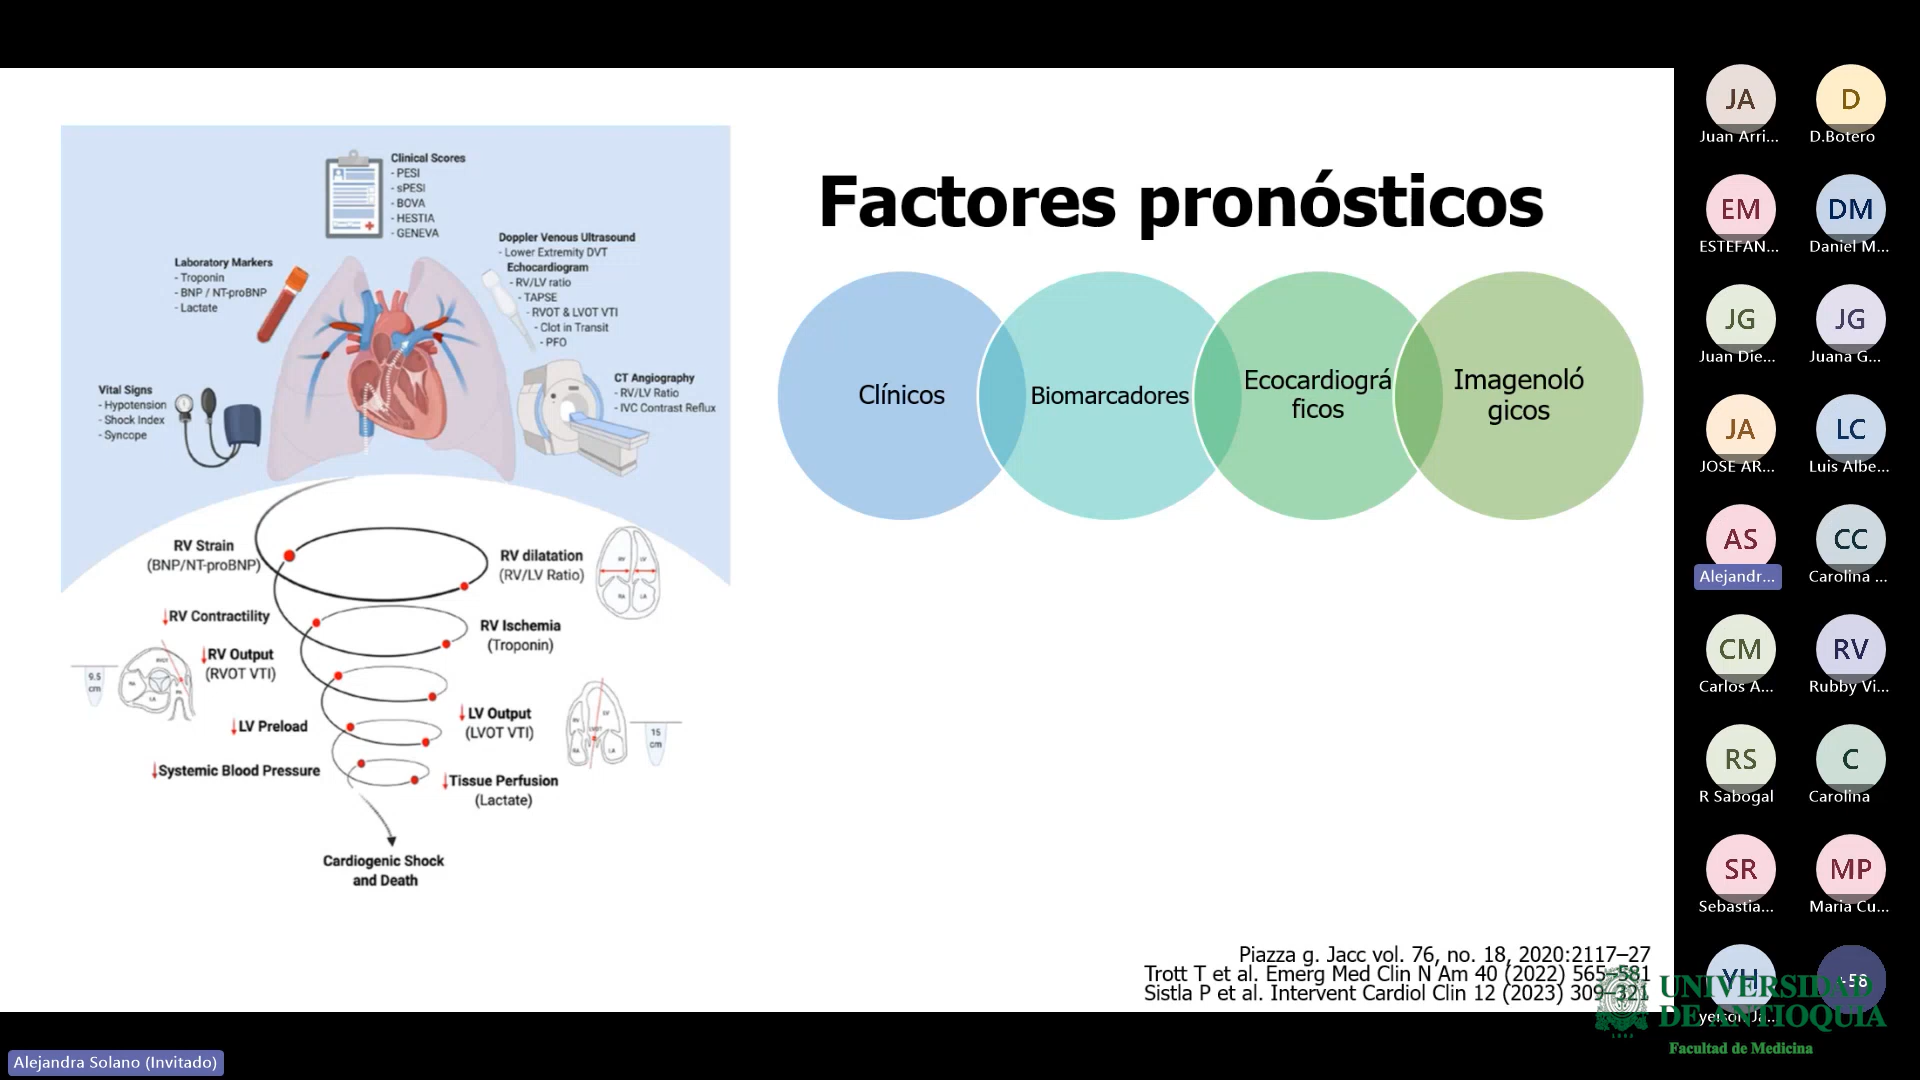 Clinical Scores
- PESI
- sPESI
- BOVA
- HESTIA
- GENEVA
Doppler Venous Ultrasound
- Lower Extremity DVT
Echocardiogram
- RV/LV ratio
- TAPSE
- RVOT & LVOT VTI
- Clot in Transit
- PFO
Laboratory Markers
- Troponin
- BNP / NT-proBNP
- Lactate
Vital Signs
- Hypotension
- Shock Index
- Syncope
CT Angiography
- RV/LV Ratio
- IVC Contrast Reflux
RV Strain
(BNP/NT-proBNP)
RV dilatation
(RV/LV Ratio)
RV LV
RA LA
↓RV Contractility
RV Ischemia
(Troponin)
↓RV Output
(RVOT VTI)
9.5
cm
↓LV Preload
↓LV Output
(LVOT VTI)
15
cm
↓Systemic Blood Pressure
↓Tissue Perfusion
(Lactate)
Cardiogenic Shock
and Death
Factores pronósticos
Clínicos
Biomarcadores
Ecocardiográ
ficos
Imagenoló
gicos
Piazza g. Jacc vol. 76, no. 18, 2020:2117–27
Trott T et al. Emerg Med Clin N Am 40 (2022) 565–581
Sistla P et al. Intervent Cardiol Clin 12 (2023) 309–321
JA
Juan Arri...
D
D.Botero
EM
ESTEFAN...
DM
Daniel M...
JG
Juan Die...
JG
Juana G...
JA
JOSE AR...
LC
Luis Albe...
AS
Alejandr...
CC
Carolina ...
CM
Carlos A...
RV
Rubby Vi...
RS
R Sabogal
C
Carolina
SR
Sebastia...
MP
Maria Cu...
YH
+58
UNIVERSIDAD
DE ANTIOQUIA
Facultad de Medicina
Alejandra Solano (Invitado)